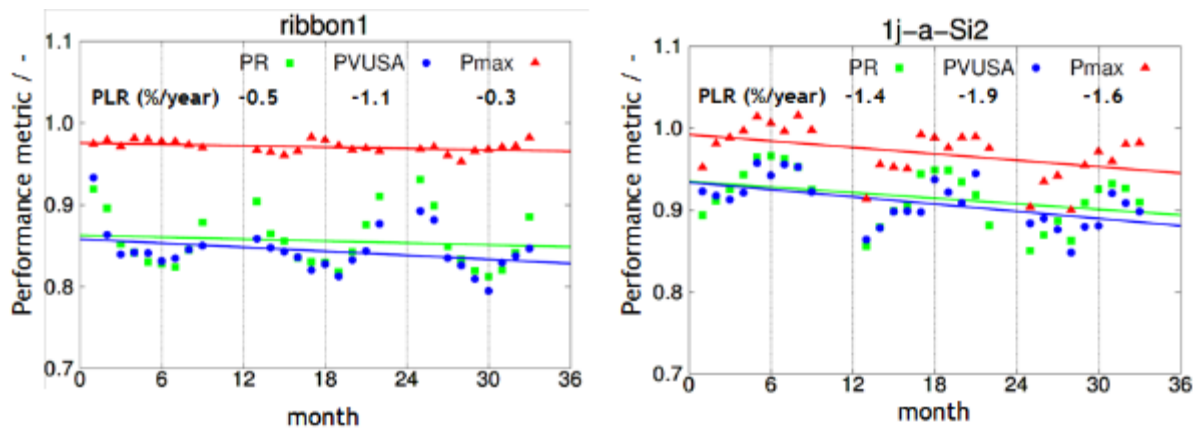 ribbon1
1.1
1.0
0.9
0.8
0.7
Performance metric / -
PR PVUSA Pmax
PLR (%/year) -0.5 -1.1 -0.3
0 6 12 18 24 30 36
month
1j-a-Si2
1.1
1.0
0.9
0.8
0.7
Performance metric / -
PR PVUSA Pmax
PLR (%/year) -1.4 -1.9 -1.6
0 6 12 18 24 30 36
month